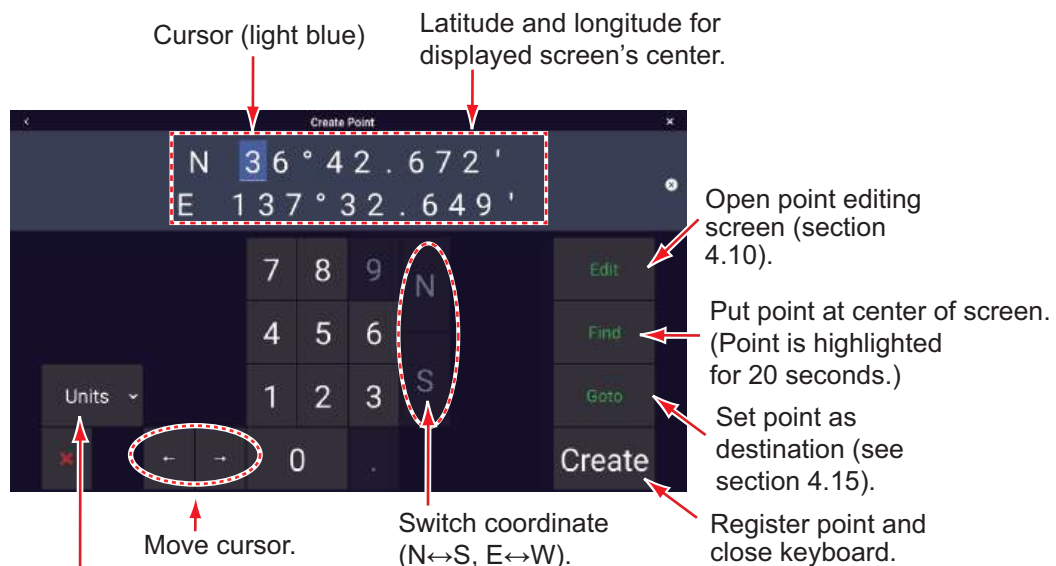 Cursor (light blue)
Latitude and longitude for
displayed screen's center.
Create Point
N 36°42.672'
E 137°32.649'
7 8 9 N
4 5 6
1 2 3 S
← → 0 .
Units
Edit
Find
Goto
Create
Open point editing
screen (section
4.10).
Put point at center of screen.
(Point is highlighted
for 20 seconds.)
Set point as
destination (see
section 4.15).
Register point and
close keyboard.
Move cursor.
Switch coordinate
(N↔S, E↔W).